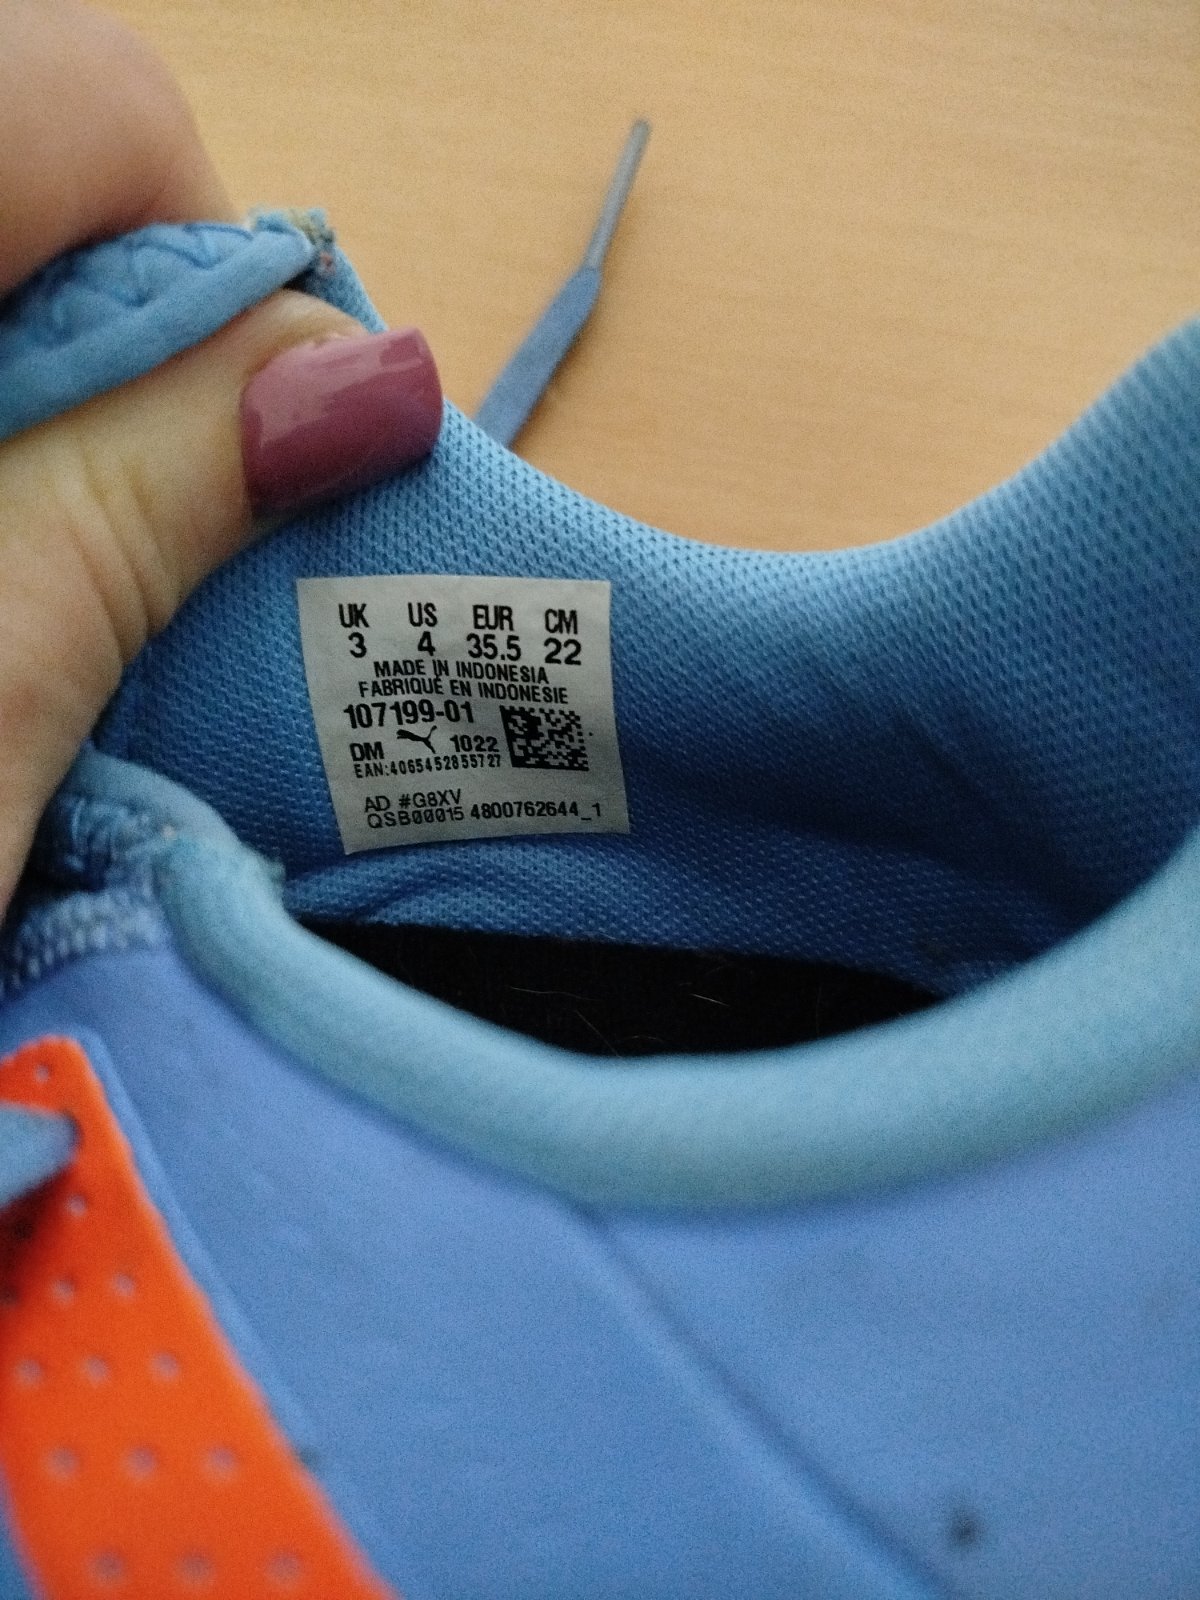 UK US EUR CM
3 4 35.5 22
MADE IN INDONESIA
FABRIQUÉ EN INDONESIE
107199-01
DM 1022
EAN:4065452855727
AD #G8XV
QSB00015 4800762644_1